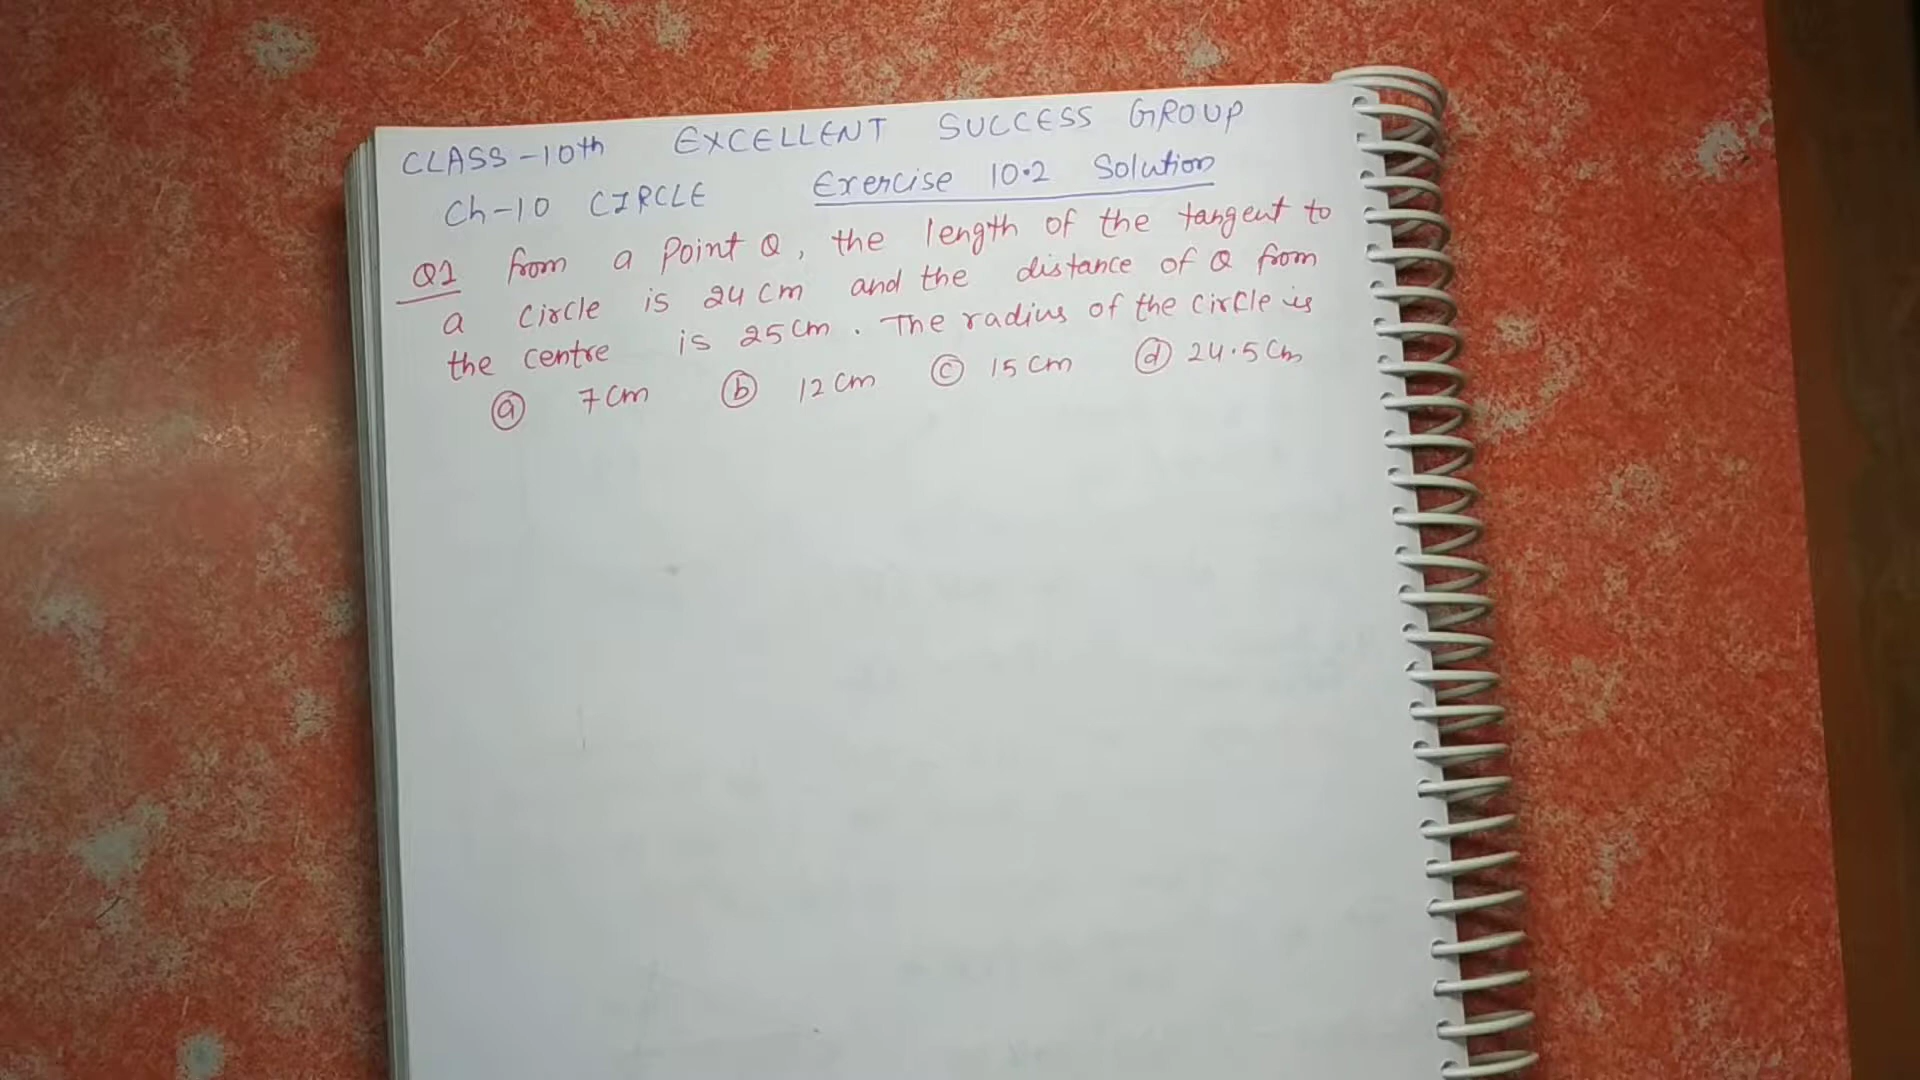 CLASS-10th EXCELLENT SUCCESS GROUP
Ch-10 CIRCLE Exercise 10.2 Solution
Q1 from a Point Q, the length of the tangent to
a circle is 24 cm and the distance of Q from
the centre is 25 cm. The radius of the circle is
(a) 7 cm (b) 12 cm (c) 15 cm (d) 24.5 cm